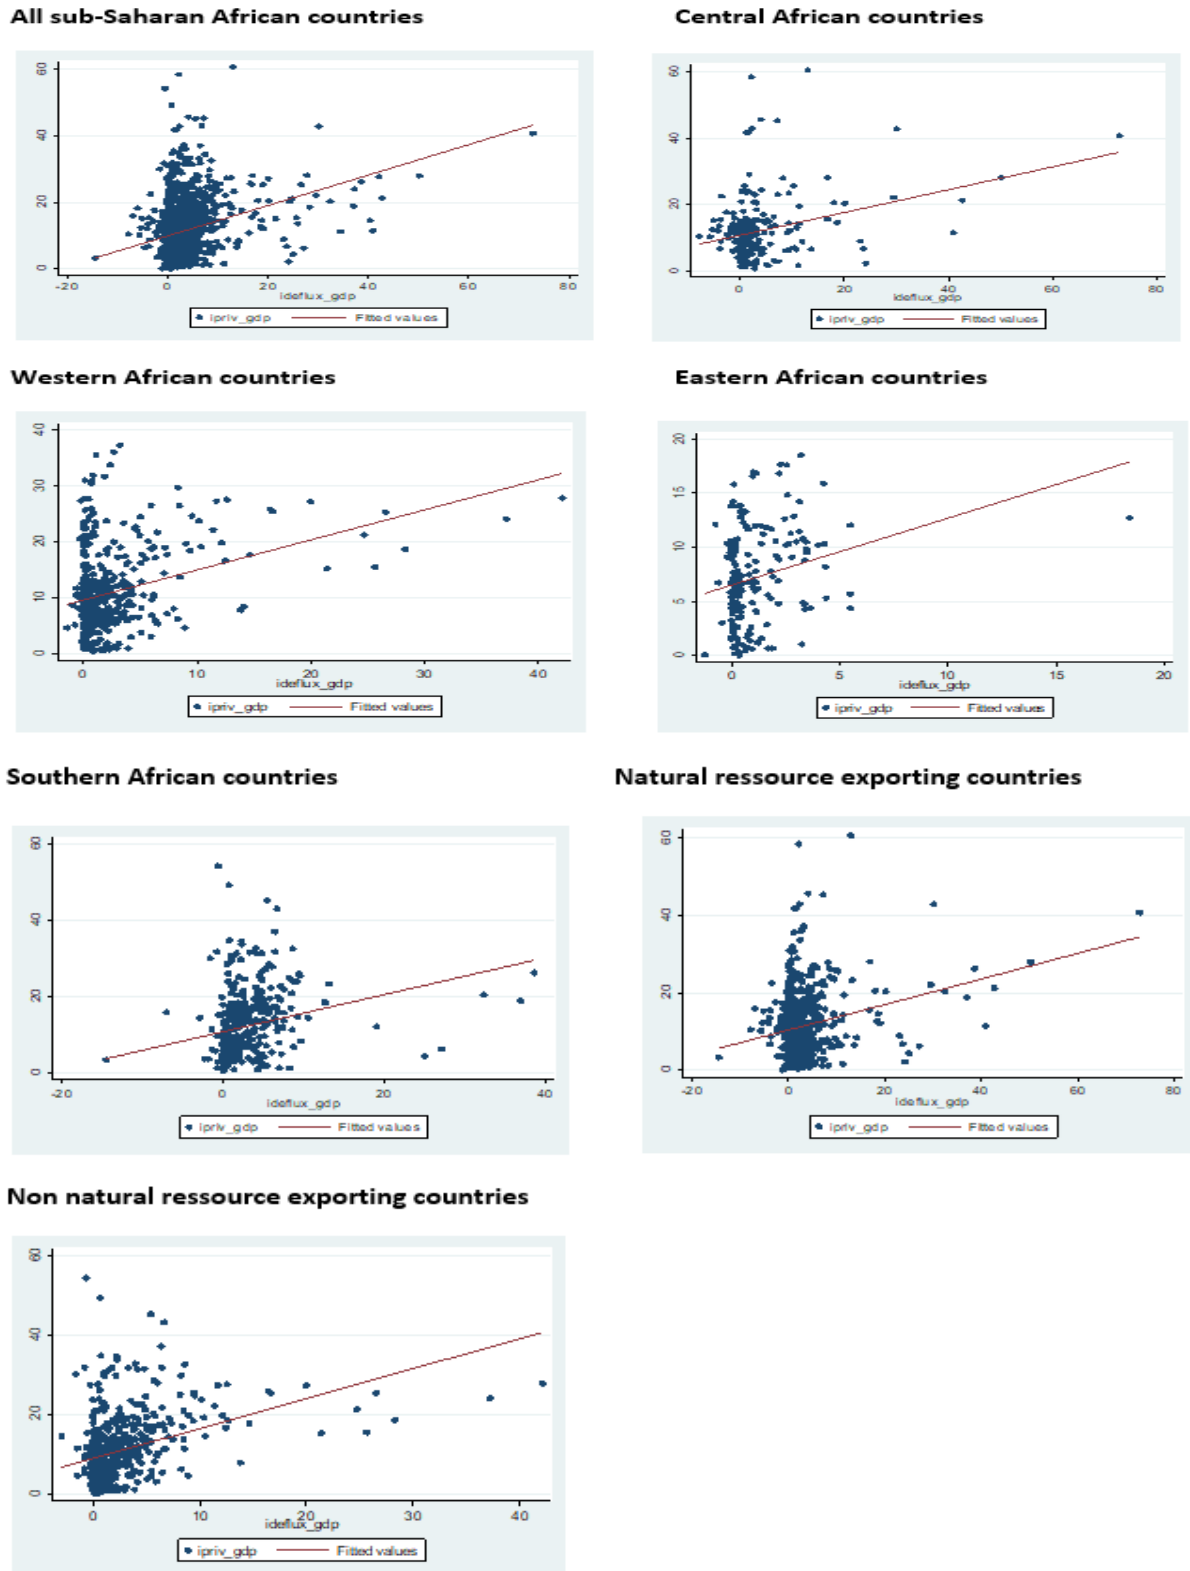 All sub-Saharan African countries
Central African countries
60
40
20
0
-20 0 20 40 60 80
ideflux_gdp
ipriv_gdp Fitted values
60
40
20
0
0 20 40 60 80
ideflux_gdp
ipriv_gdp Fitted values
Western African countries
Eastern African countries
40
30
20
10
0
0 10 20 30 40
ideflux_gdp
ipriv_gdp Fitted values
20
15
10
5
0
0 5 10 15 20
ideflux_gdp
ipriv_gdp Fitted values
Southern African countries
Natural ressource exporting countries
60
40
20
0
-20 0 20 40
ideflux_gdp
ipriv_gdp Fitted values
60
40
20
0
-20 0 20 40 60 80
ideflux_gdp
ipriv_gdp Fitted values
Non natural ressource exporting countries
60
40
20
0
0 10 20 30 40
ideflux_gdp
ipriv_gdp Fitted values